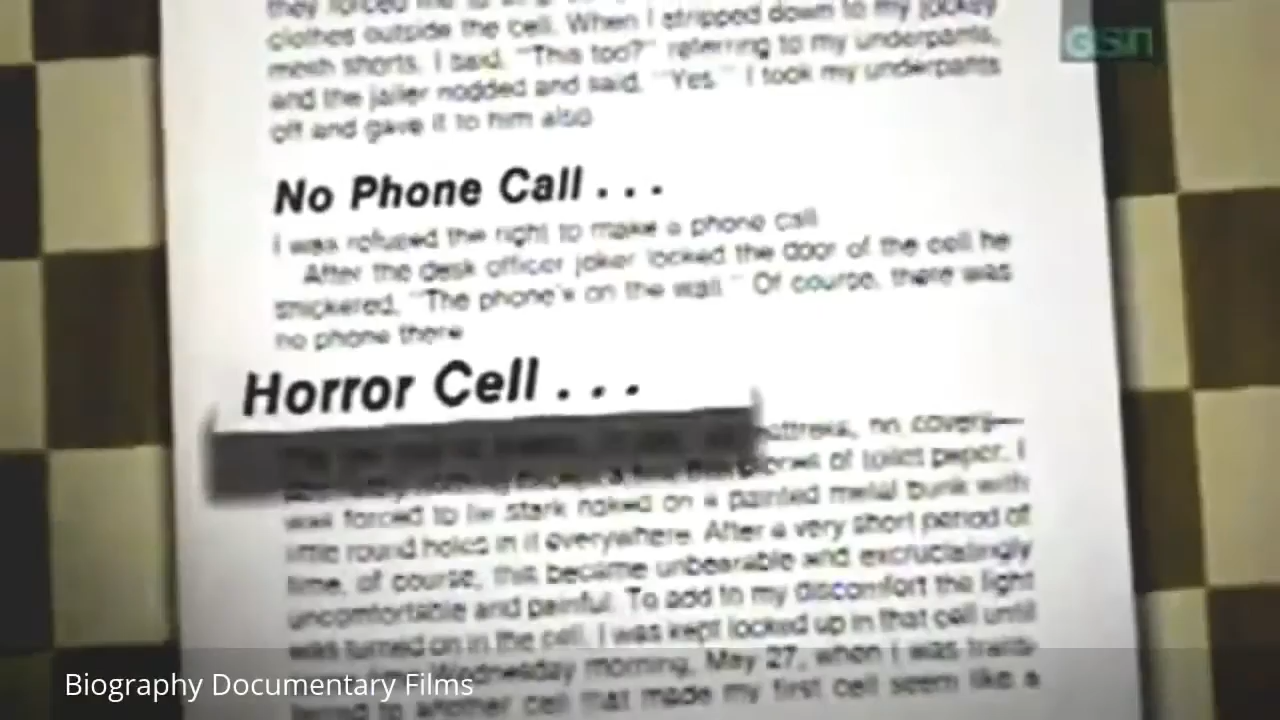 they forced me to
clothes outside the cell. When I stripped down to my jockey
mesh shorts, I said, "This too?" referring to my underpants,
and the jailer nodded and said, "Yes." I took my underpants
off and gave it to him also
GSN
No Phone Call . . .
I was refused the right to make a phone call
After the desk officer joker locked the door of the cell he
snickered, "The phone's on the wall." Of course, there was
no phone there
Horror Cell . . .
no covers—
of toilet paper. I
was forced to lie stark naked on a painted metal bunk with
little round holes in it everywhere. After a very short period of
time, of course, this became unbearable and excruciatingly
uncomfortable and painful. To add to my discomfort the light
was turned on in the cell. I was kept locked up in that cell until
Wednesday morning, May 27, when I was trans-
ferred to another cell that made my first cell seem like a
Biography Documentary Films